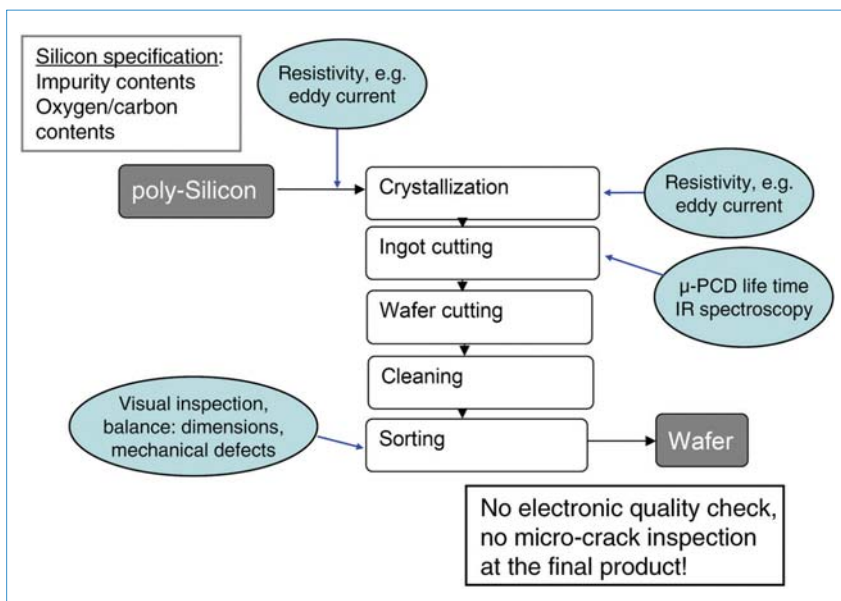 Silicon specification:
Impurity contents
Oxygen/carbon
contents
Resistivity, e.g.
eddy current
poly-Silicon
Crystallization
Resistivity, e.g.
eddy current
Ingot cutting
µ-PCD life time
IR spectroscopy
Wafer cutting
Cleaning
Visual inspection,
balance: dimensions,
mechanical defects
Sorting
Wafer
No electronic quality check,
no micro-crack inspection
at the final product!